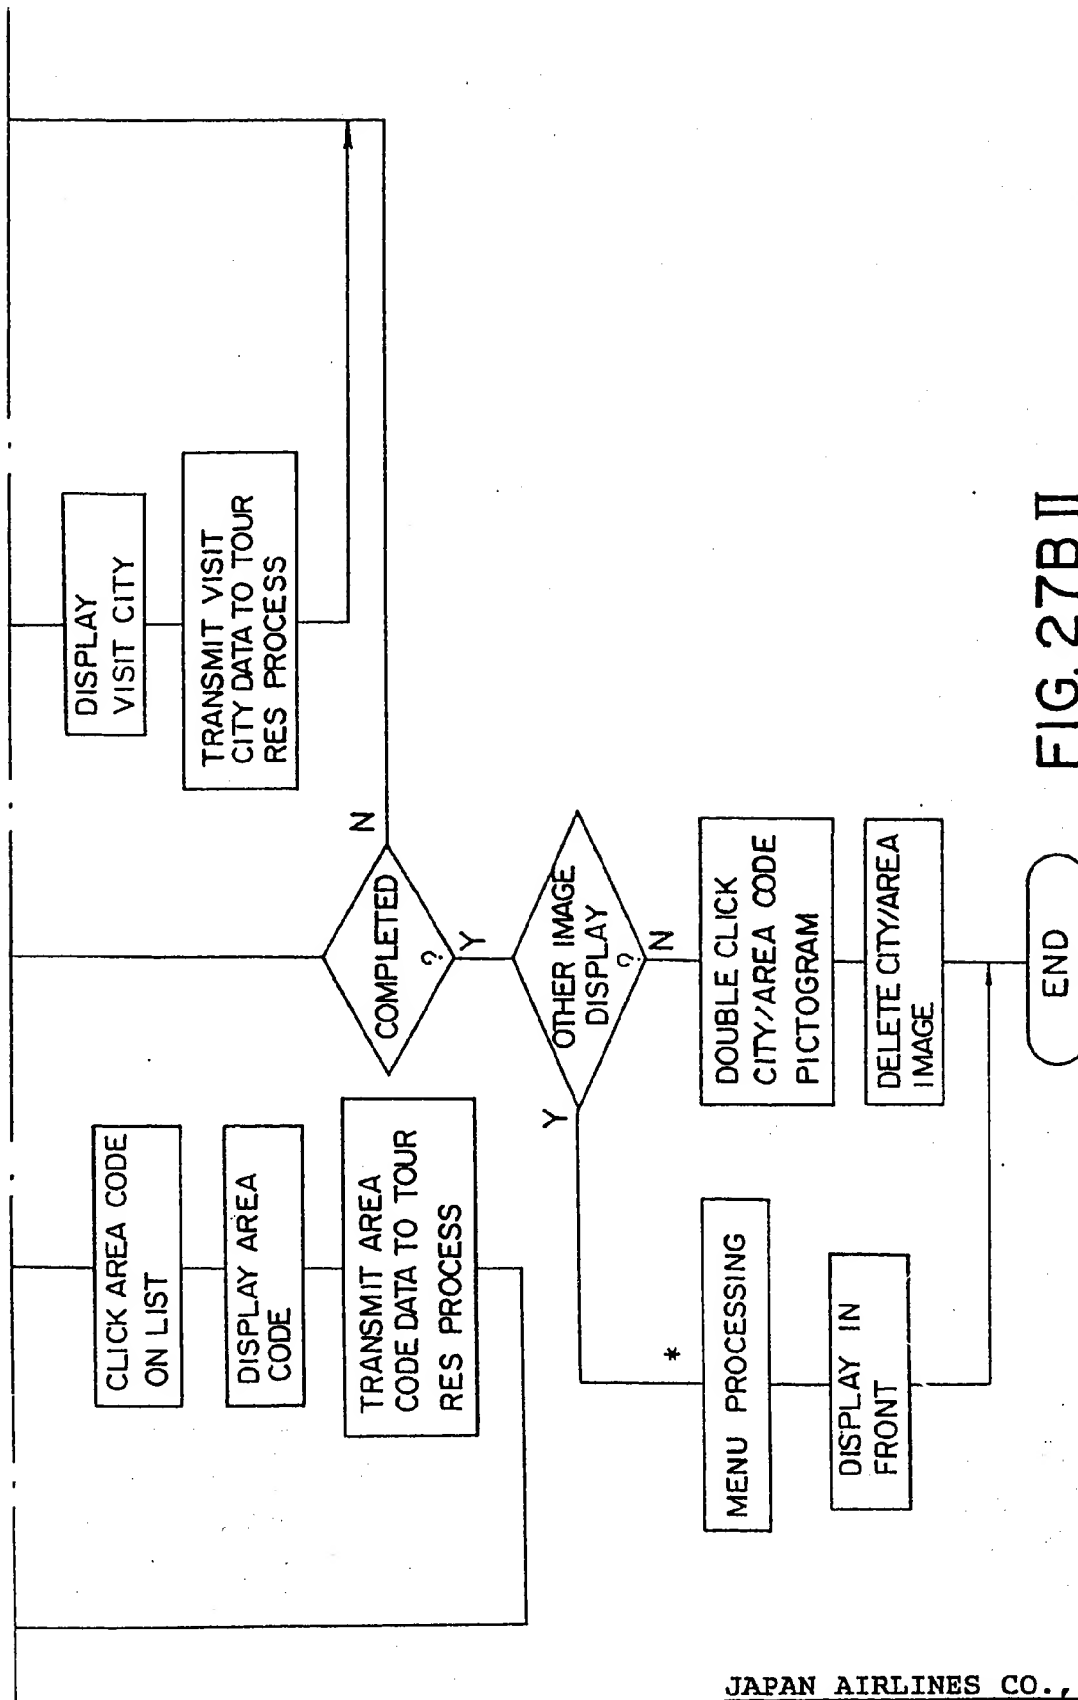 CLICK AREA CODE
ON LIST
DISPLAY AREA
CODE
TRANSMIT AREA
CODE DATA TO TOUR
RES PROCESS
DISPLAY
VISIT CITY
TRANSMIT VISIT
CITY DATA TO TOUR
RES PROCESS
COMPLETED
?
N
Y
OTHER IMAGE
DISPLAY
?
Y
N
*
MENU PROCESSING
DISPLAY IN
FRONT
DOUBLE CLICK
CITY/AREA CODE
PICTOGRAM
DELETE CITY/AREA
IMAGE
END
FIG. 27B II
JAPAN AIRLINES CO.,